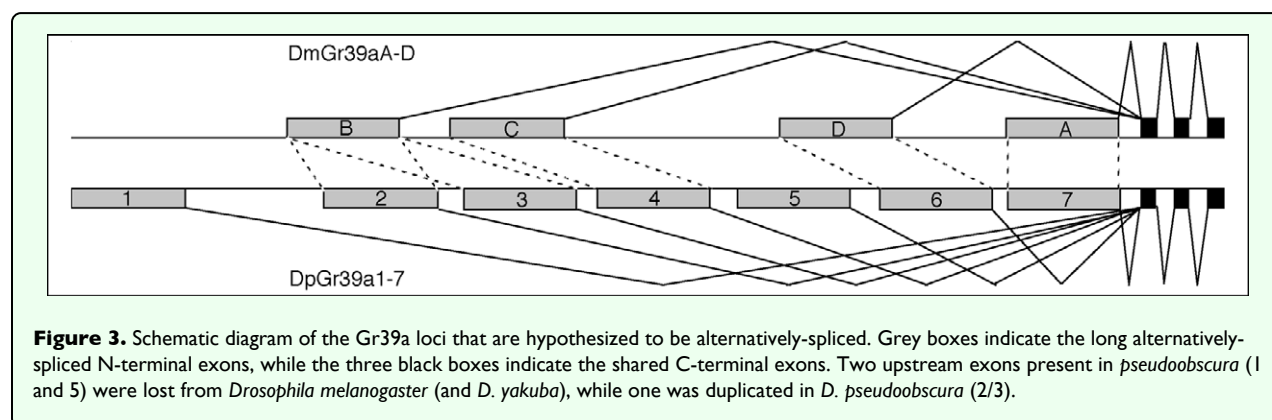 DmGr39aA-D
B C D A
1 2 3 4 5 6 7
DpGr39a1-7
Figure 3. Schematic diagram of the Gr39a loci that are hypothesized to be alternatively-spliced. Grey boxes indicate the long alternatively-
spliced N-terminal exons, while the three black boxes indicate the shared C-terminal exons. Two upstream exons present in pseudoobscura (1
and 5) were lost from Drosophila melanogaster (and D. yakuba), while one was duplicated in D. pseudoobscura (2/3).